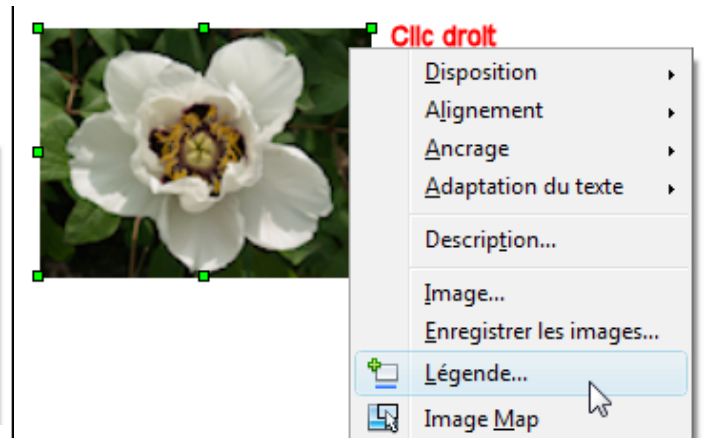 Clic droit
Disposition
Alignement
Ancrage
Adaptation du texte
Description...
Image...
Enregistrer les images...
Légende...
Image Map